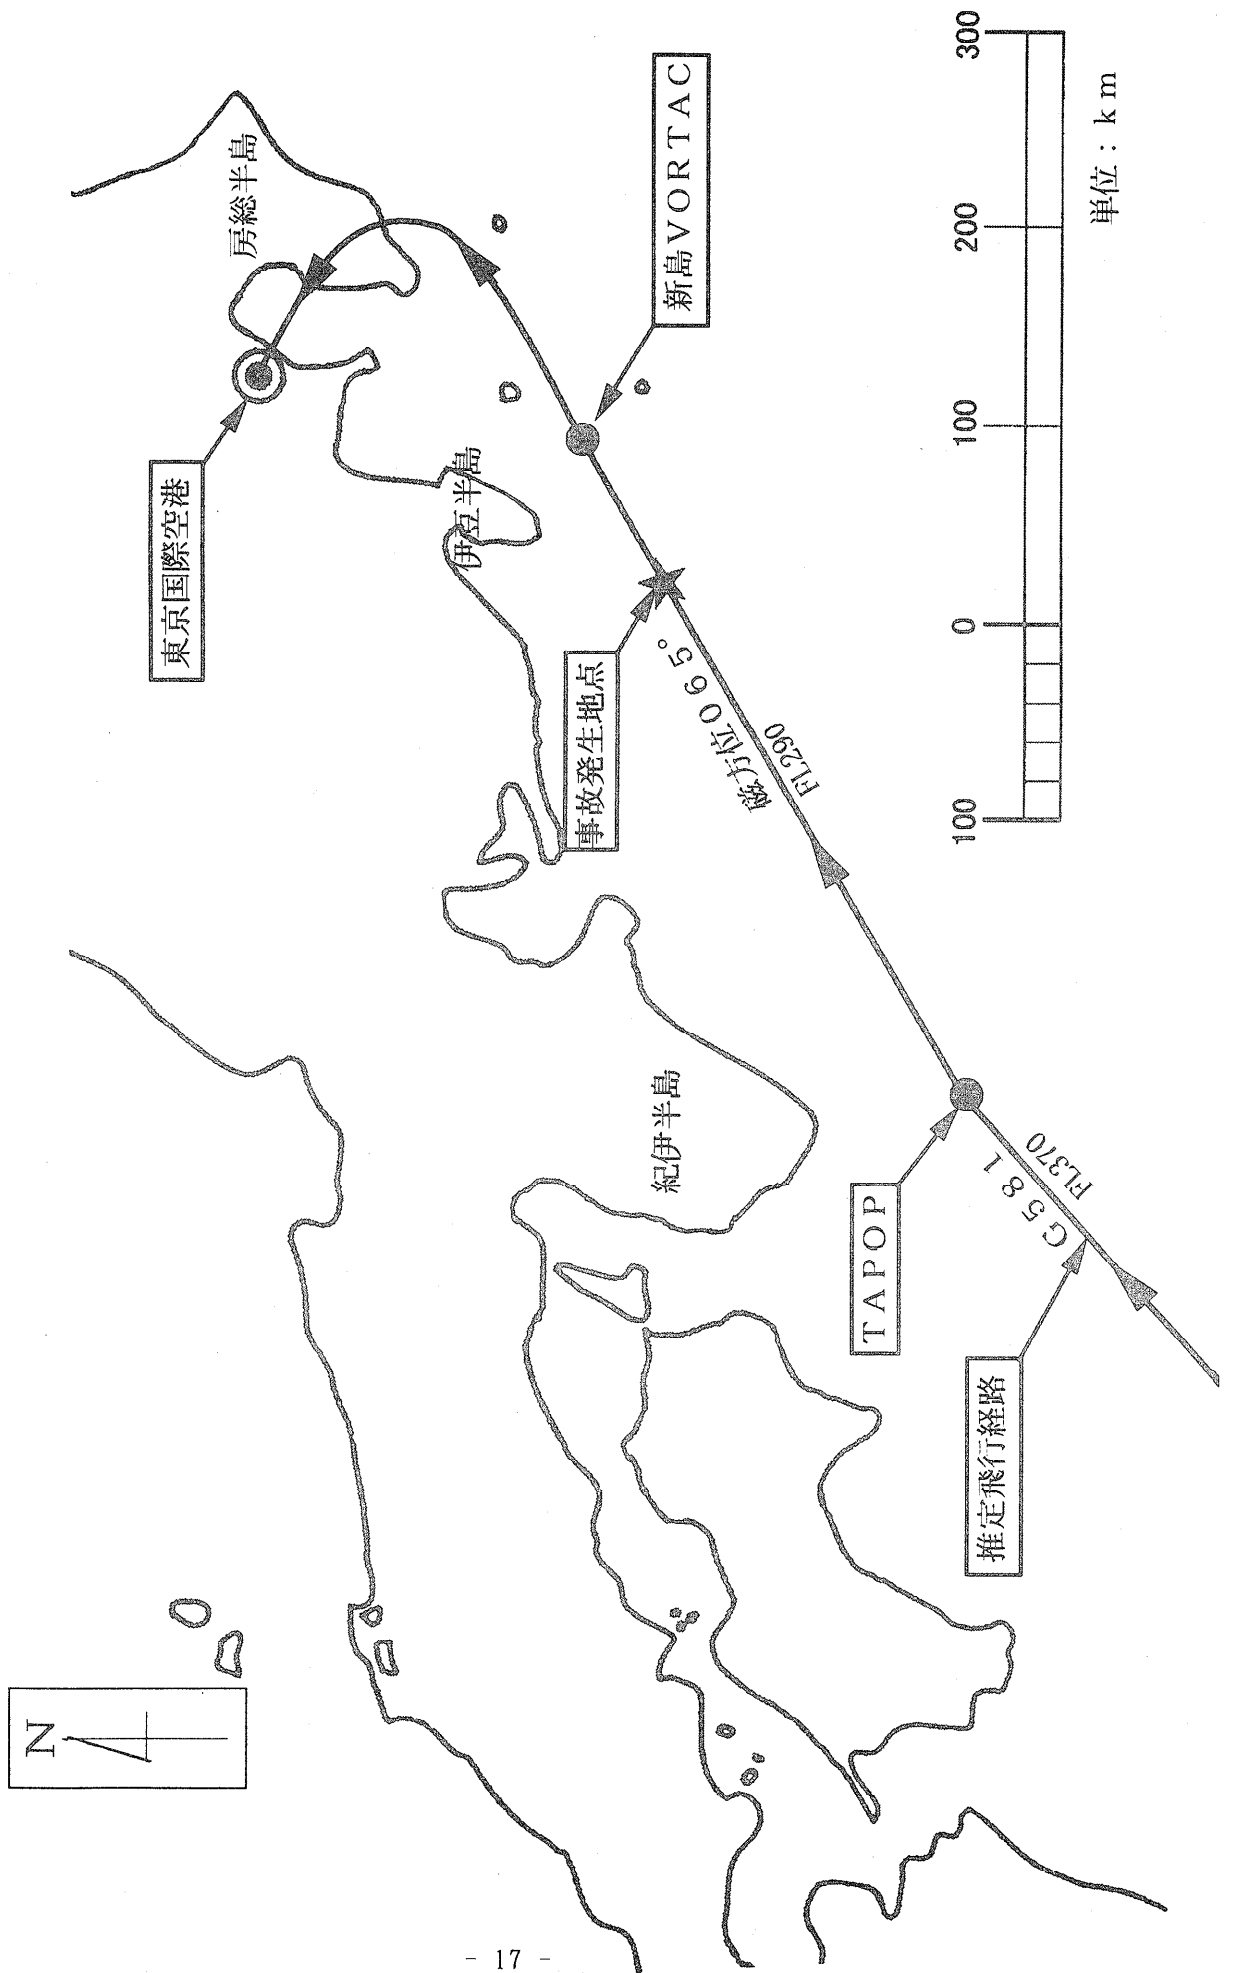 N
房総半島
東京国際空港
伊豆半島
新島VORTAC
事故発生地点
磁方位065°
FL290
紀伊半島
TAPOP
G581
FL370
推定飛行経路
100
0
100
200
300
単位：km
- 17 -